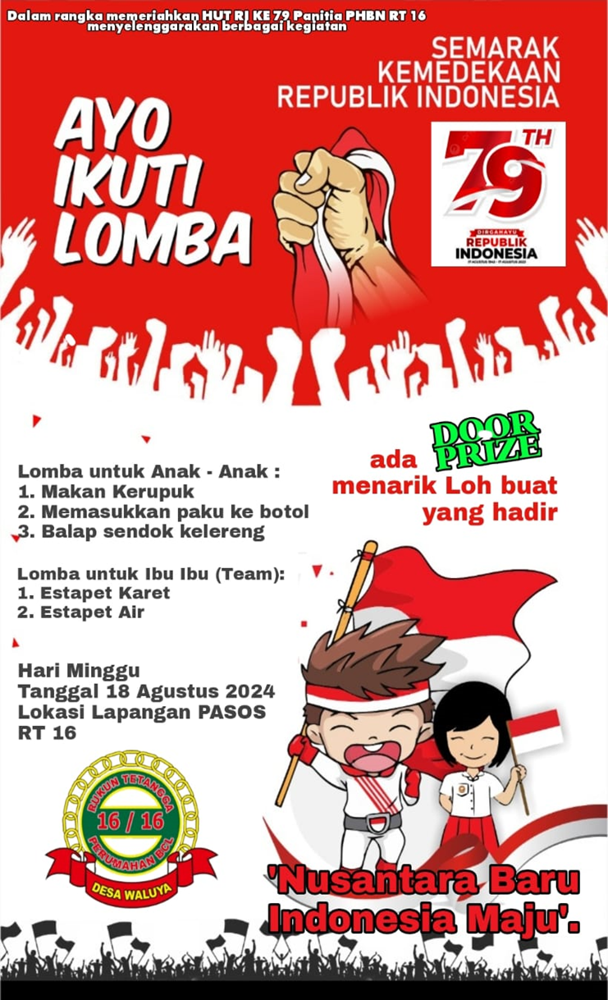 Dalam rangka memeriahkan HUT RI KE 79 Panitia PHBN RT 16
menyelenggarakan berbagai kegiatan
SEMARAK
KEMEDEKAAN
REPUBLIK INDONESIA
AYO
IKUTI
LOMBA
79TH
DIRGAHAYU
REPUBLIK
INDONESIA
ada DOOR
PRIZE
menarik Loh buat
yang hadir
Lomba untuk Anak - Anak :
1. Makan Kerupuk
2. Memasukkan paku ke botol
3. Balap sendok kelereng
Lomba untuk Ibu Ibu (Team):
1. Estapet Karet
2. Estapet Air
Hari Minggu
Tanggal 18 Agustus 2024
Lokasi Lapangan PASOS
RT 16
RUKUN TETANGGA
16 / 16
PERUMAHAN BCL
DESA WALUYA
'Nusantara Baru
Indonesia Maju'.